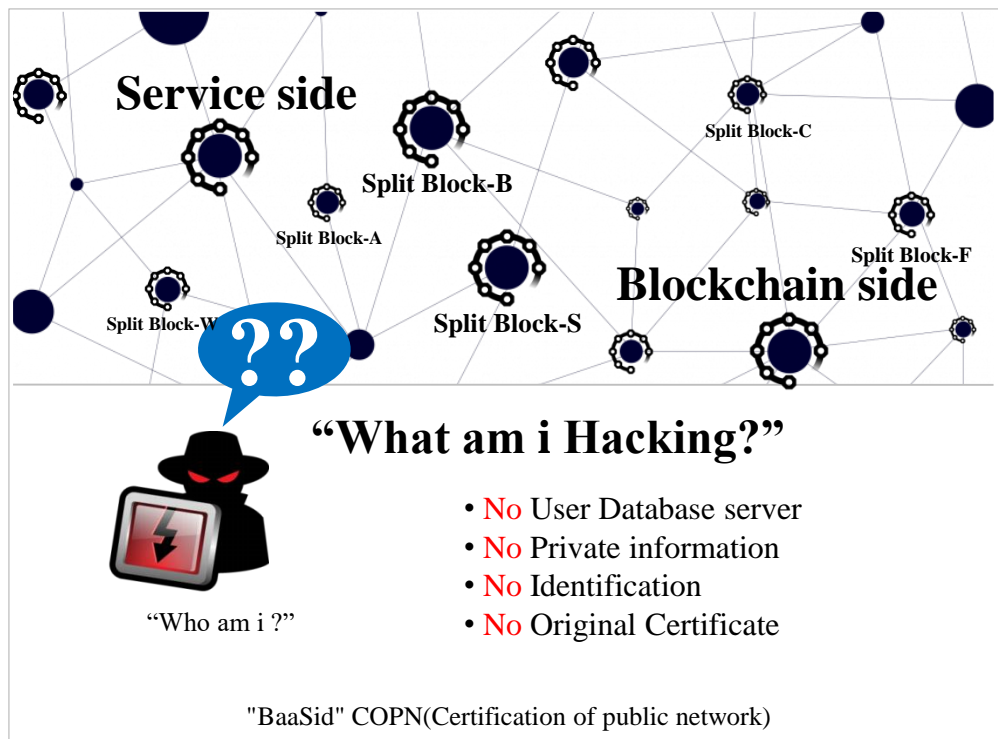 Service side
Split Block-C
Split Block-B
Split Block-A
Split Block-F
Blockchain side
Split Block-W
Split Block-S
??
“What am i Hacking?”
• No User Database server
• No Private information
• No Identification
• No Original Certificate
“Who am i ?”
"BaaSid" COPN(Certification of public network)